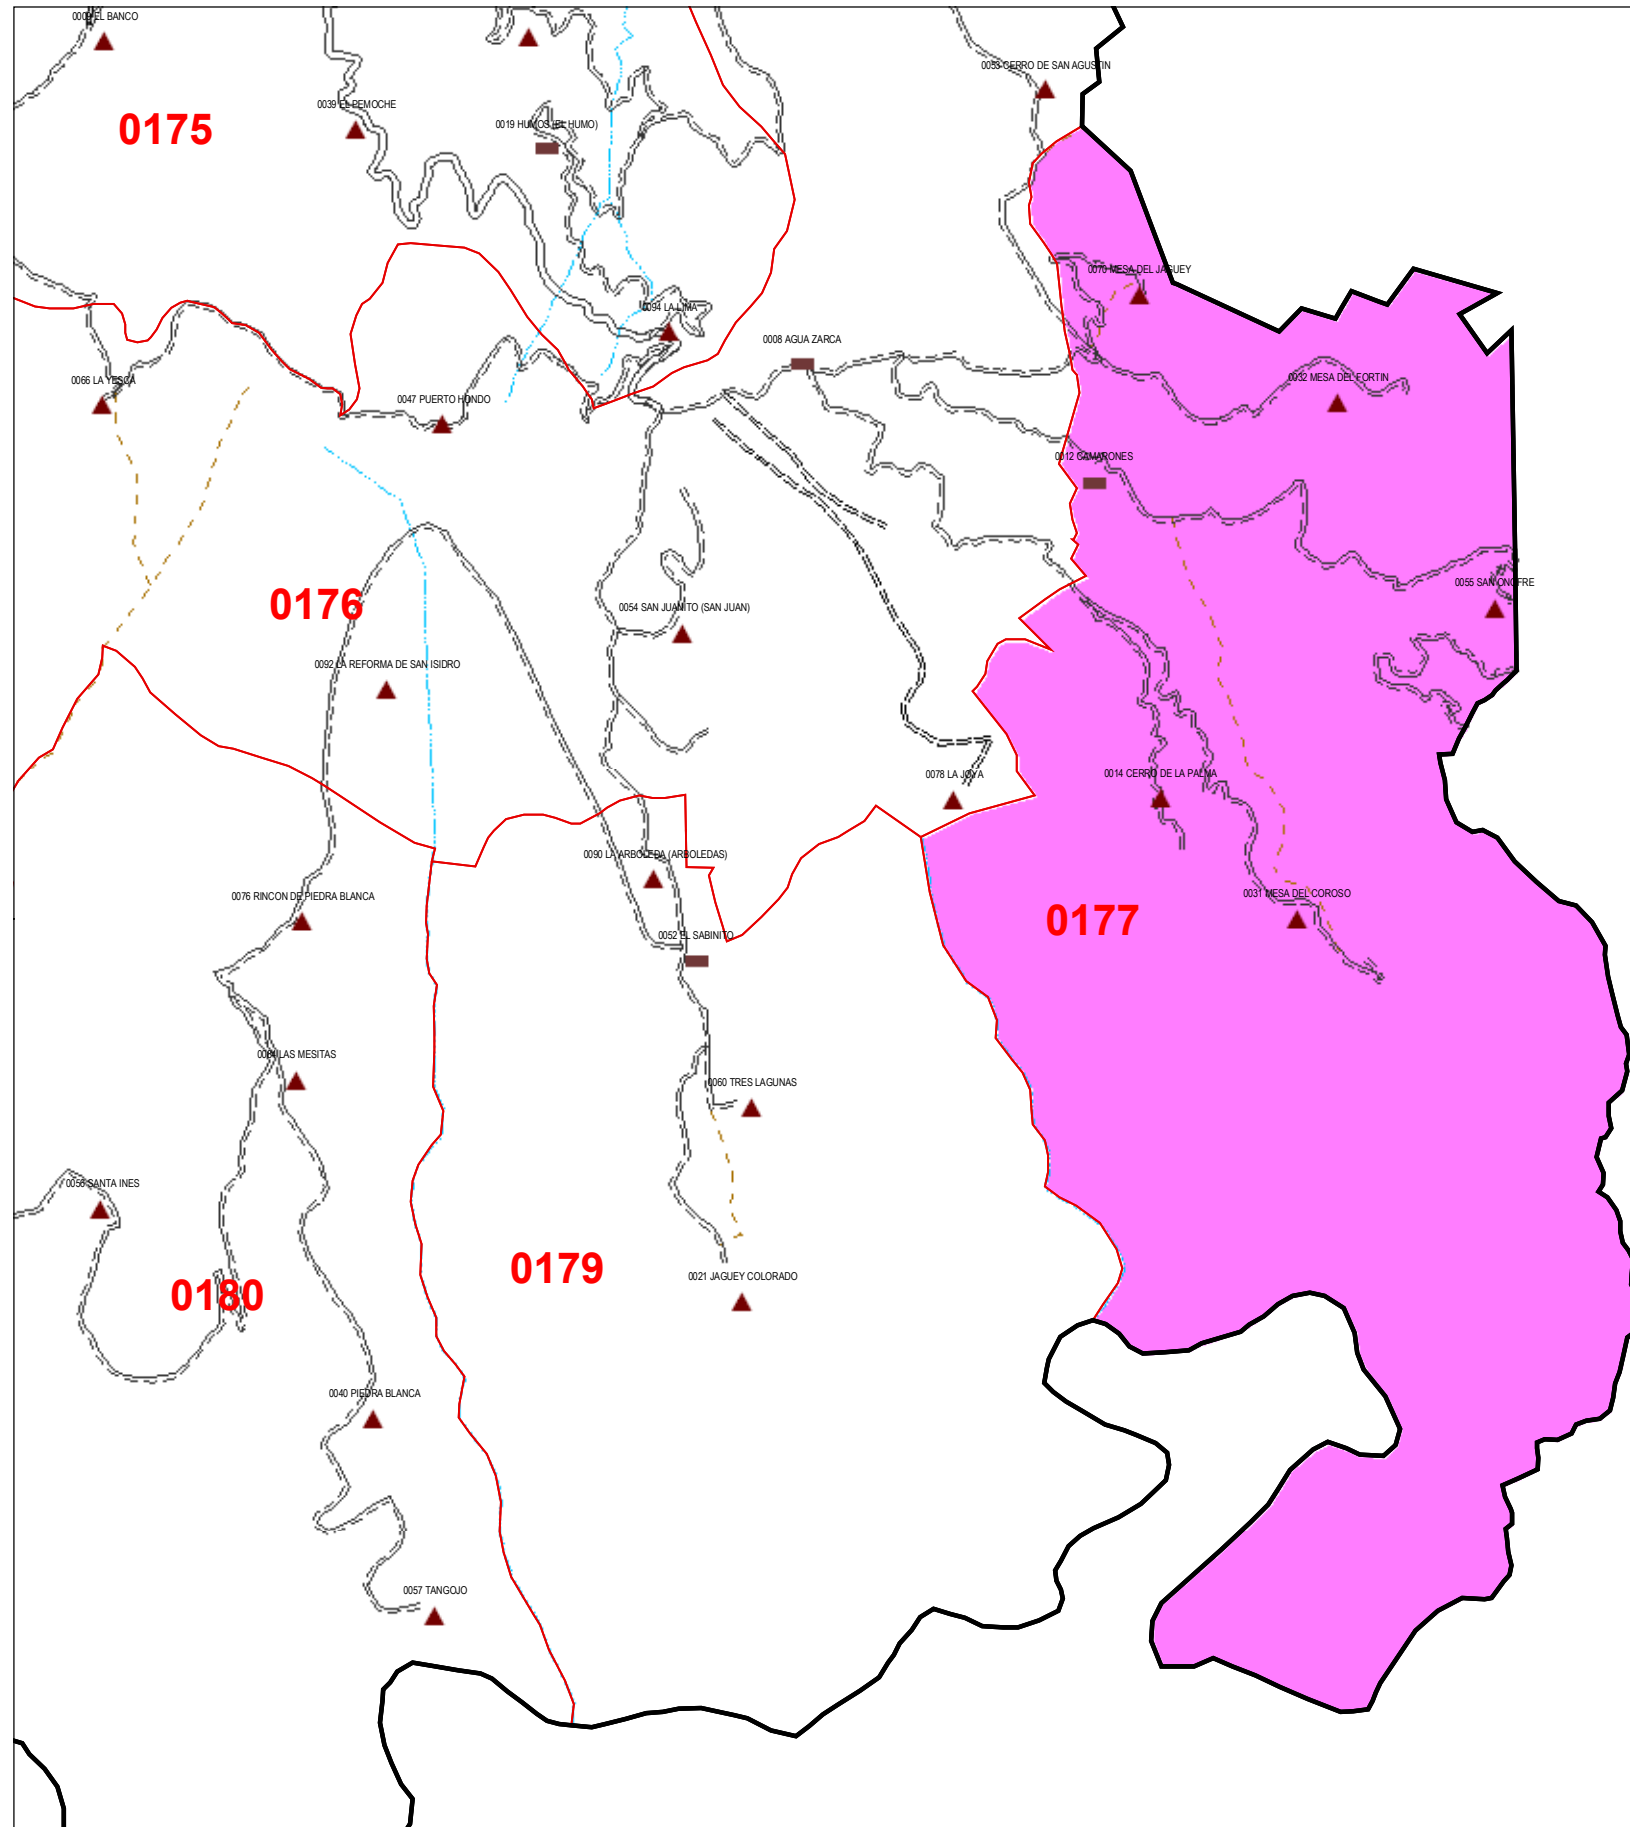 0009 EL BANCO
0053 CERRO DE SAN AGUSTIN
0039 EL PEMOCHE
0175
0019 HUMOS (EL HUMO)
0070 MESA DEL JAGUEY
0094 LA LIMA
0008 AGUA ZARCA
0066 LA YESCA
0032 MESA DEL FORTIN
0047 PUERTO HONDO
0012 CAMARONES
0055 SAN ONOFRE
0176
0054 SAN JUANITO (SAN JUAN)
0092 LA REFORMA DE SAN ISIDRO
0078 LA JOYA
0014 CERRO DE LA PALMA
0090 LA ARBOLEDA (ARBOLEDAS)
0076 RINCON DE PIEDRA BLANCA
0031 MESA DEL COROSO
0177
0052 EL SABINITO
0084 LAS MESITAS
0060 TRES LAGUNAS
0056 SANTA INES
0179
0021 JAGUEY COLORADO
0180
0040 PIEDRA BLANCA
0057 TANGOJO